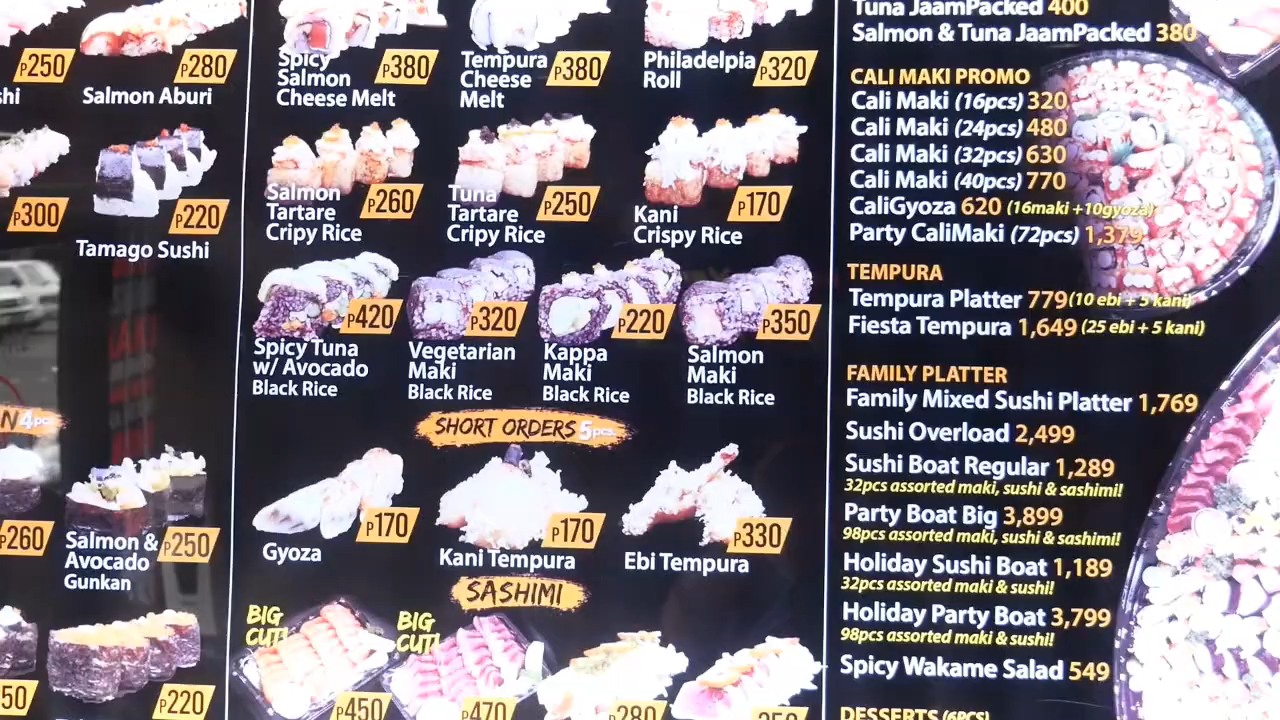 shi
P250
Salmon Aburi
P280
P300
Tamago Sushi
P220
N 4pc
P260
Salmon &
Avocado
Gunkan
P250
50
P220
Spicy
Salmon
Cheese Melt
P380
Tempura
Cheese
Melt
P380
Philadelpia
Roll
P320
Salmon
Tartare
Cripy Rice
P260
Tuna
Tartare
Cripy Rice
P250
Kani
Crispy Rice
P170
Spicy Tuna
w/ Avocado
Black Rice
P420
Vegetarian
Maki
Black Rice
P320
Kappa
Maki
Black Rice
P220
Salmon
Maki
Black Rice
P350
SHORT ORDERS 5pcs
Gyoza
P170
Kani Tempura
P170
Ebi Tempura
P330
SASHIMI
BIG
CUT!
P450
BIG
CUT!
P470
P280
Tuna JaamPacked 400
Salmon & Tuna JaamPacked 380
CALI MAKI PROMO
Cali Maki (16pcs) 320
Cali Maki (24pcs) 480
Cali Maki (32pcs) 630
Cali Maki (40pcs) 770
CaliGyoza 620 (16maki +10gyoza)
Party CaliMaki (72pcs) 1,379
TEMPURA
Tempura Platter 779 (10 ebi + 5 kani)
Fiesta Tempura 1,649 (25 ebi + 5 kani)
FAMILY PLATTER
Family Mixed Sushi Platter 1,769
Sushi Overload 2,499
Sushi Boat Regular 1,289
32pcs assorted maki, sushi & sashimi!
Party Boat Big 3,899
98pcs assorted maki, sushi & sashimi!
Holiday Sushi Boat 1,189
32pcs assorted maki & sushi!
Holiday Party Boat 3,799
98pcs assorted maki & sushi!
Spicy Wakame Salad 549
DESSERTS (6PCS)